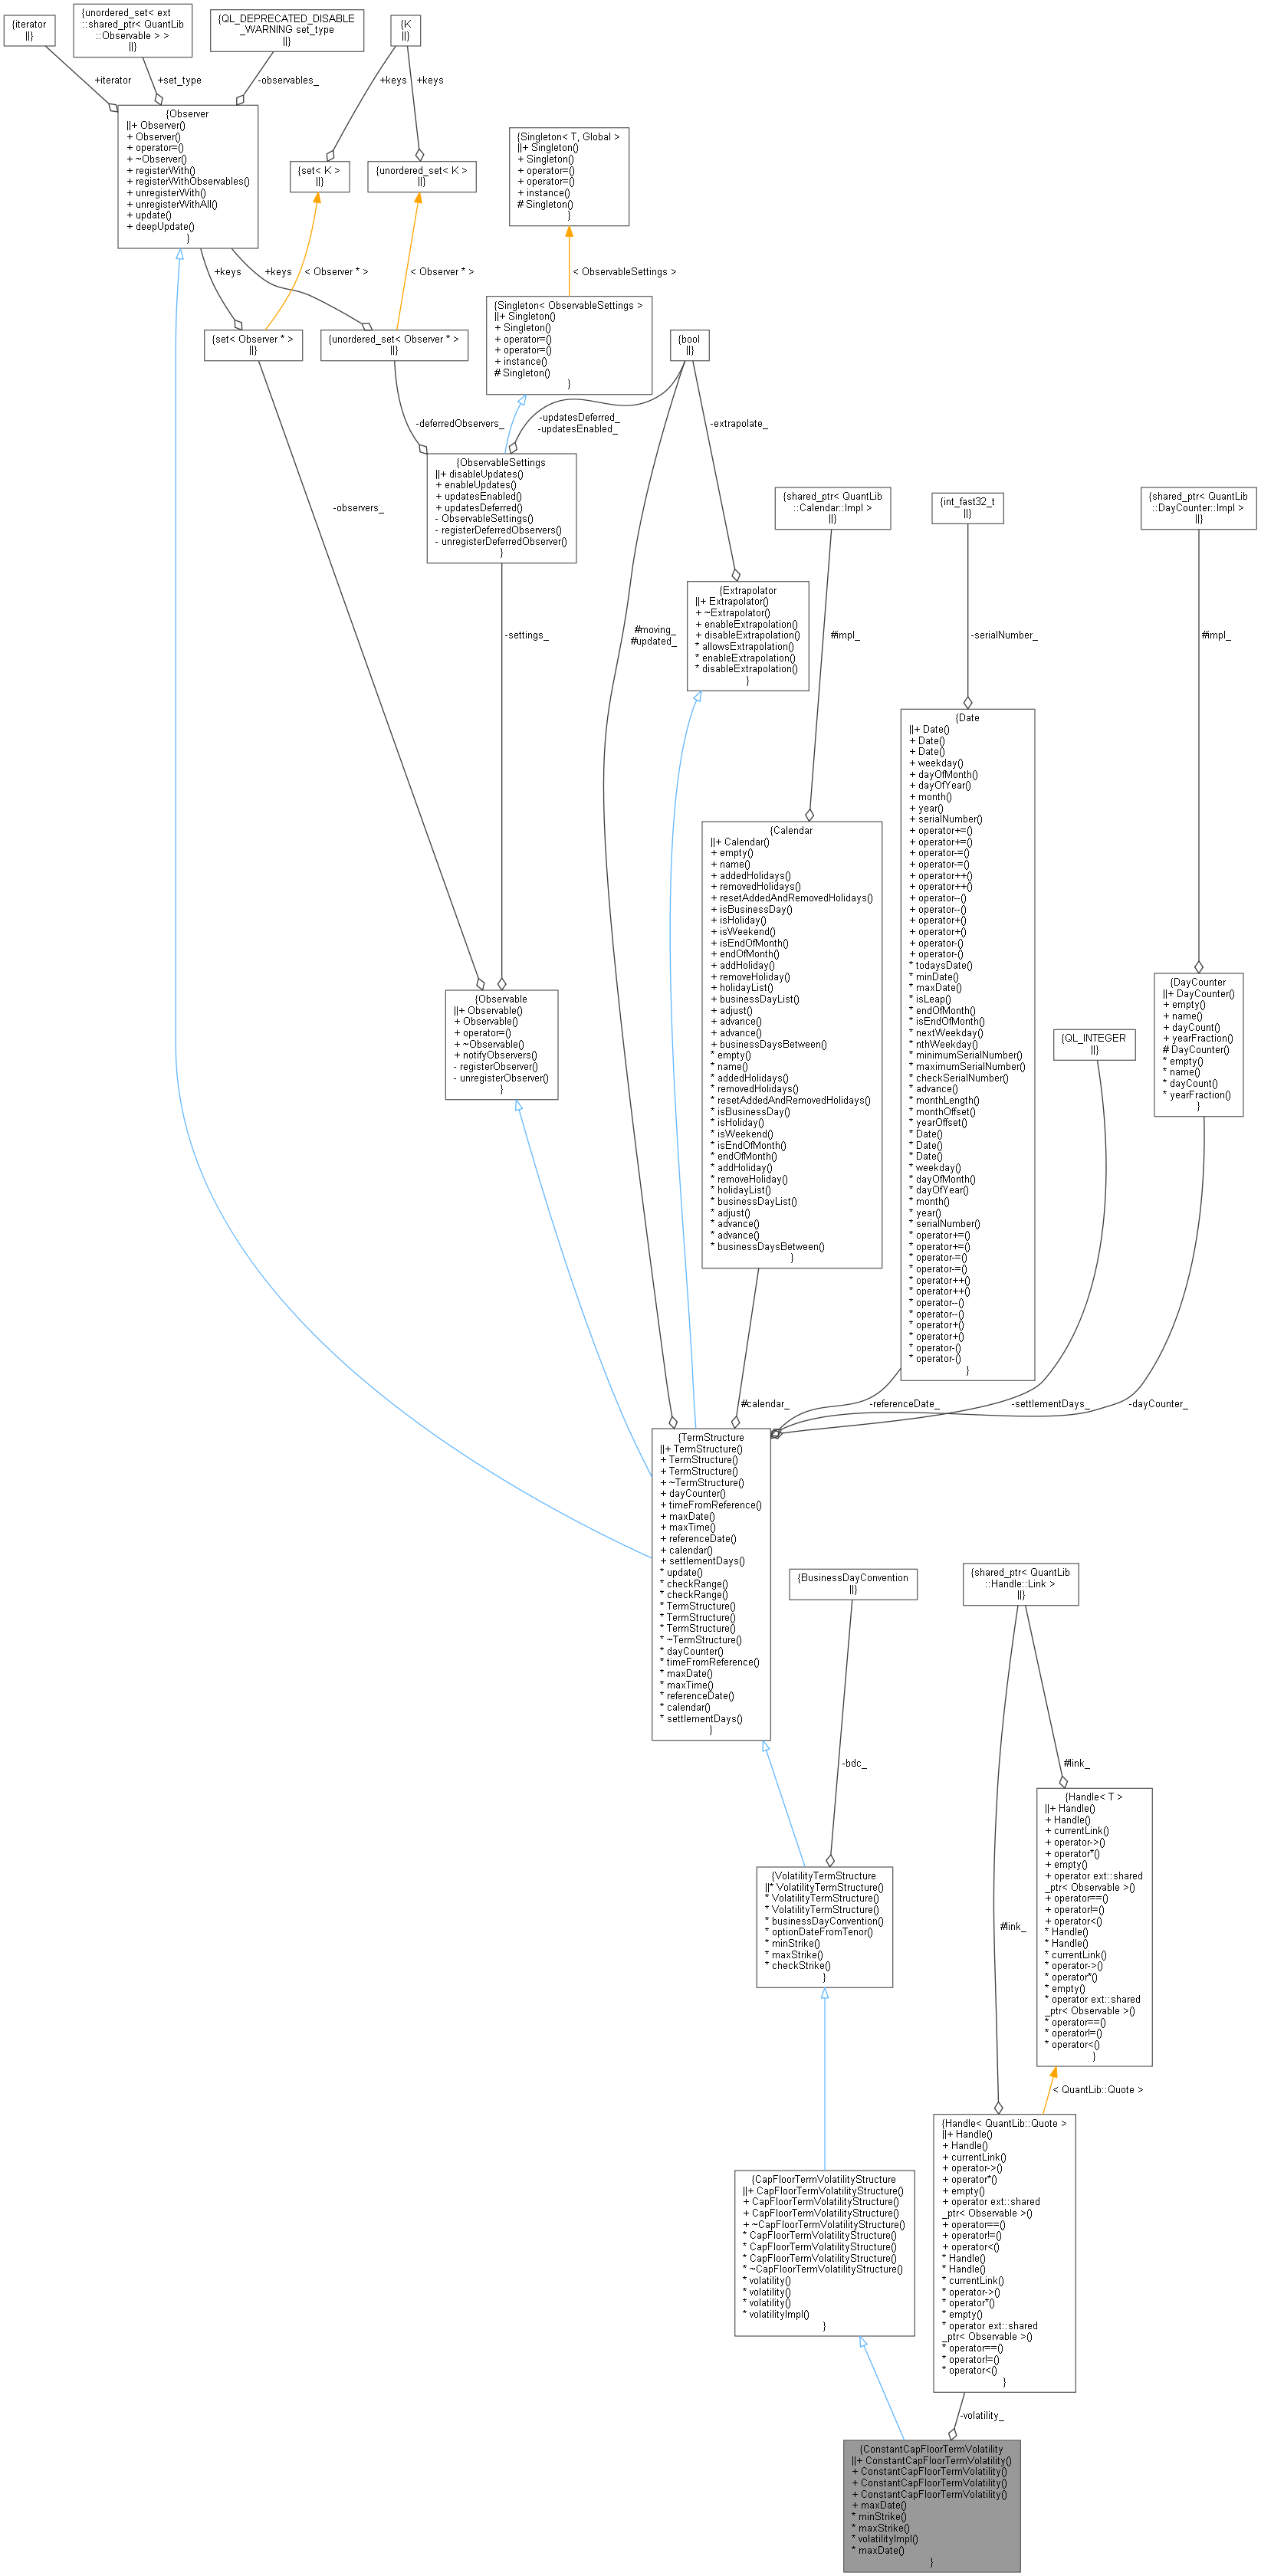 {iterator
||}
{unordered_set< ext
::shared_ptr< QuantLib
::Observable > >
||}
{QL_DEPRECATED_DISABLE
_WARNING set_type
||}
{K
||}
+iterator
+set_type
-observables_
+keys
+keys
{Observer
||+ Observer()
+ Observer()
+ operator=()
+ ~Observer()
+ registerWith()
+ registerWithObservables()
+ unregisterWith()
+ unregisterWithAll()
+ update()
+ deepUpdate()
}
{set< K >
||}
{unordered_set< K >
||}
{Singleton< T, Global >
||+ Singleton()
+ Singleton()
+ operator=()
+ operator=()
+ instance()
# Singleton()
}
+keys
+keys
< Observer * >
< Observer * >
< ObservableSettings >
{set< Observer * >
||}
{unordered_set< Observer * >
||}
{Singleton< ObservableSettings >
||+ Singleton()
+ Singleton()
+ operator=()
+ operator=()
+ instance()
# Singleton()
}
{bool
||}
-deferredObservers_
-updatesDeferred_
-updatesEnabled_
-extrapolate_
{ObservableSettings
||+ disableUpdates()
+ enableUpdates()
+ updatesEnabled()
+ updatesDeferred()
- ObservableSettings()
- registerDeferredObservers()
- unregisterDeferredObserver()
}
-observers_
{shared_ptr< QuantLib
::Calendar::Impl >
||}
{int_fast32_t
||}
{shared_ptr< QuantLib
::DayCounter::Impl >
||}
-settings_
#moving_
#updated_
{Extrapolator
||+ Extrapolator()
+ ~Extrapolator()
+ enableExtrapolation()
+ disableExtrapolation()
* allowsExtrapolation()
* enableExtrapolation()
* disableExtrapolation()
}
#impl_
-serialNumber_
#impl_
{Date
||+ Date()
+ Date()
+ Date()
+ weekday()
+ dayOfMonth()
+ dayOfYear()
+ month()
+ year()
+ serialNumber()
+ operator+=()
+ operator+=()
+ operator-=()
+ operator-=()
+ operator++()
+ operator++()
+ operator--()
+ operator--()
+ operator+()
+ operator+()
+ operator-()
+ operator-()
* todaysDate()
* minDate()
* maxDate()
* isLeap()
* endOfMonth()
* isEndOfMonth()
* nextWeekday()
* nthWeekday()
* minimumSerialNumber()
* maximumSerialNumber()
* checkSerialNumber()
* advance()
* monthLength()
* monthOffset()
* yearOffset()
* Date()
* Date()
* Date()
* weekday()
* dayOfMonth()
* dayOfYear()
* month()
* year()
* serialNumber()
* operator+=()
* operator+=()
* operator-=()
* operator-=()
* operator++()
* operator++()
* operator--()
* operator--()
* operator+()
* operator+()
* operator-()
* operator-()
}
{Calendar
||+ Calendar()
+ empty()
+ name()
+ addedHolidays()
+ removedHolidays()
+ resetAddedAndRemovedHolidays()
+ isBusinessDay()
+ isHoliday()
+ isWeekend()
+ isEndOfMonth()
+ endOfMonth()
+ addHoliday()
+ removeHoliday()
+ holidayList()
+ businessDayList()
+ adjust()
+ advance()
+ advance()
+ businessDaysBetween()
* empty()
* name()
* addedHolidays()
* removedHolidays()
* resetAddedAndRemovedHolidays()
* isBusinessDay()
* isHoliday()
* isWeekend()
* isEndOfMonth()
* endOfMonth()
* addHoliday()
* removeHoliday()
* holidayList()
* businessDayList()
* adjust()
* advance()
* advance()
* businessDaysBetween()
}
{Observable
||+ Observable()
+ Observable()
+ operator=()
+ ~Observable()
+ notifyObservers()
- registerObserver()
- unregisterObserver()
}
{QL_INTEGER
||}
{DayCounter
||+ DayCounter()
+ empty()
+ name()
+ dayCount()
+ yearFraction()
# DayCounter()
* empty()
* name()
* dayCount()
* yearFraction()
}
#calendar_
-referenceDate_
-settlementDays_
-dayCounter_
{TermStructure
||+ TermStructure()
+ TermStructure()
+ TermStructure()
+ ~TermStructure()
+ dayCounter()
+ timeFromReference()
+ maxDate()
+ maxTime()
+ referenceDate()
+ calendar()
+ settlementDays()
* update()
* checkRange()
* checkRange()
* TermStructure()
* TermStructure()
* TermStructure()
* ~TermStructure()
* dayCounter()
* timeFromReference()
* maxDate()
* maxTime()
* referenceDate()
* calendar()
* settlementDays()
}
{BusinessDayConvention
||}
{shared_ptr< QuantLib
::Handle::Link >
||}
-bdc_
#link_
{Handle< T >
||+ Handle()
+ Handle()
+ currentLink()
+ operator->()
+ operator*()
+ empty()
+ operator ext::shared
_ptr< Observable >()
+ operator==()
+ operator!=()
+ operator<()
* Handle()
* Handle()
* currentLink()
* operator->()
* operator*()
* empty()
* operator ext::shared
_ptr< Observable >()
* operator==()
* operator!=()
* operator<()
}
{VolatilityTermStructure
||* VolatilityTermStructure()
* VolatilityTermStructure()
* VolatilityTermStructure()
* businessDayConvention()
* optionDateFromTenor()
* minStrike()
* maxStrike()
* checkStrike()
}
#link_
< QuantLib::Quote >
{Handle< QuantLib::Quote >
||+ Handle()
+ Handle()
+ currentLink()
+ operator->()
+ operator*()
+ empty()
+ operator ext::shared
_ptr< Observable >()
+ operator==()
+ operator!=()
+ operator<()
* Handle()
* Handle()
* currentLink()
* operator->()
* operator*()
* empty()
* operator ext::shared
_ptr< Observable >()
* operator==()
* operator!=()
* operator<()
}
{CapFloorTermVolatilityStructure
||+ CapFloorTermVolatilityStructure()
+ CapFloorTermVolatilityStructure()
+ CapFloorTermVolatilityStructure()
+ ~CapFloorTermVolatilityStructure()
* CapFloorTermVolatilityStructure()
* CapFloorTermVolatilityStructure()
* CapFloorTermVolatilityStructure()
* ~CapFloorTermVolatilityStructure()
* volatility()
* volatility()
* volatility()
* volatilityImpl()
}
-volatility_
{ConstantCapFloorTermVolatility
||+ ConstantCapFloorTermVolatility()
+ ConstantCapFloorTermVolatility()
+ ConstantCapFloorTermVolatility()
+ ConstantCapFloorTermVolatility()
+ maxDate()
* minStrike()
* maxStrike()
* volatilityImpl()
* maxDate()
}